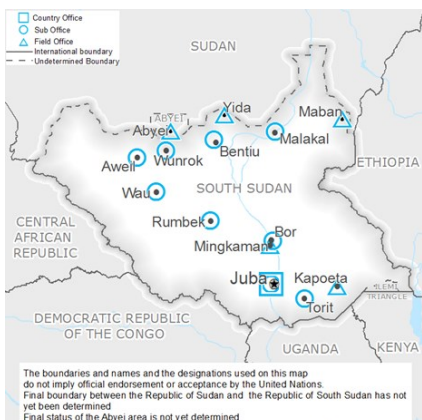 Country Office
Sub Office
Field Office
International boundary
Undetermined Boundary
SUDAN
Yida
Maban
ABYEI
Abyei
Malakal
Bentiu
Wunrok
Aweil
ETHIOPIA
SOUTH SUDAN
Wau
Rumbek
CENTRAL
AFRICAN
REPUBLIC
Bor
Mingkaman
Juba
Kapoeta
ILEMI
TRIANGLE
Torit
DEMOCRATIC REPUBLIC
OF THE CONGO
UGANDA
KENYA
The boundaries and names and the designations used on this map
do not imply official endorsement or acceptance by the United Nations.
Final boundary between the Republic of Sudan and the Republic of South Sudan has not
yet been determined
Final status of the Abyei area is not yet determined